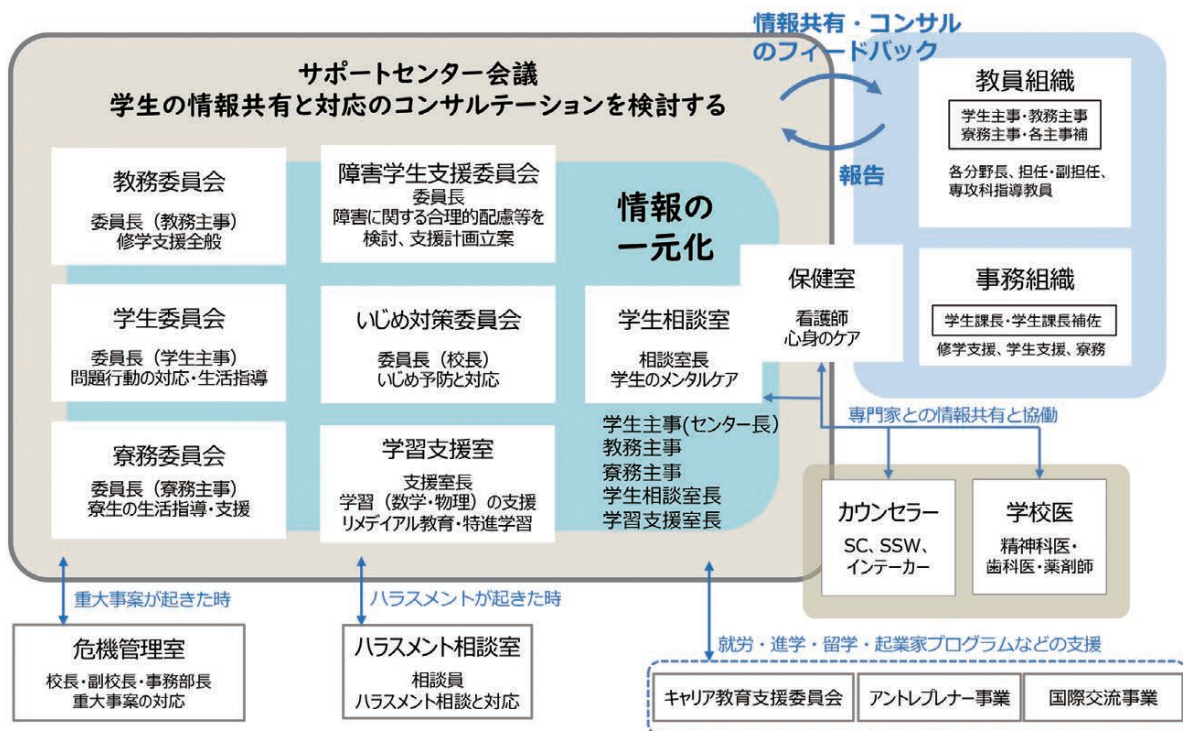 サポートセンター会議
学生の情報共有と対応のコンサルテーションを検討する
情報共有・コンサル
のフィードバック
報告
教員組織
学生主事・教務主事
寮務主事・各主事補
各分野長、担任・副担任、
専攻科指導教員
事務組織
学生課長・学生課長補佐
修学支援、学生支援、寮務
教務委員会
委員長（教務主事）
修学支援全般
障害学生支援委員会
委員長
障害に関する合理的配慮等を
検討、支援計画立案
情報の
一元化
保健室
看護師
心身のケア
学生委員会
委員長（学生主事）
問題行動の対応・生活指導
いじめ対策委員会
委員長（校長）
いじめ予防と対応
学生相談室
相談室長
学生のメンタルケア
寮務委員会
委員長（寮務主事）
寮生の生活指導・支援
学習支援室
支援室長
学習（数学・物理）の支援
リメディアル教育・特進学習
学生主事(センター長）
教務主事
寮務主事
学生相談室長
学習支援室長
専門家との情報共有と協働
カウンセラー
SC、SSW、
インテーカー
学校医
精神科医・
歯科医・薬剤師
重大事案が起きた時
ハラスメントが起きた時
就労・進学・留学・起業家プログラムなどの支援
危機管理室
校長・副校長・事務部長
重大事案の対応
ハラスメント相談室
相談員
ハラスメント相談と対応
キャリア教育支援委員会
アントレプレナー事業
国際交流事業